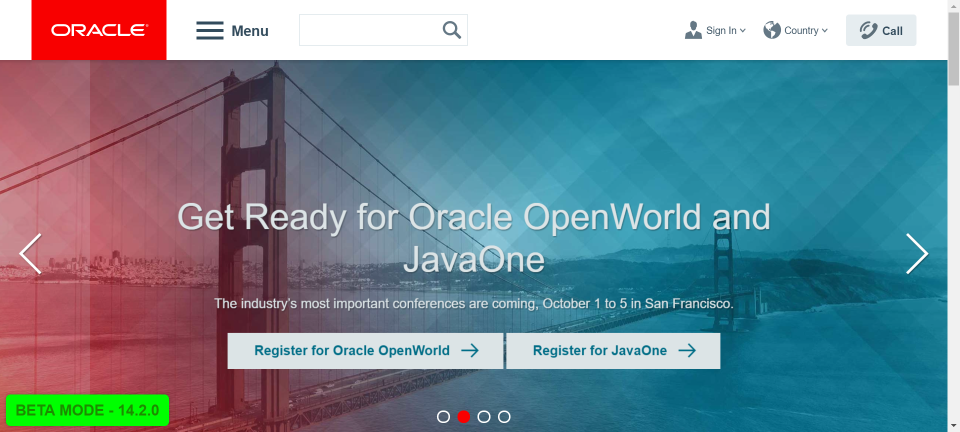 ORACLE
Menu
Sign In
Country
Call
Get Ready for Oracle OpenWorld and
JavaOne
The industry's most important conferences are coming, October 1 to 5 in San Francisco.
Register for Oracle OpenWorld
Register for JavaOne
BETA MODE - 14.2.0